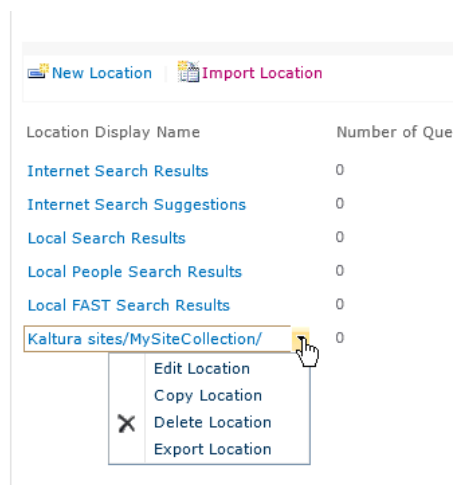 New Location Import Location
Location Display Name Number of Que
Internet Search Results 0
Internet Search Suggestions 0
Local Search Results 0
Local People Search Results 0
Local FAST Search Results 0
Kaltura sites/MySiteCollection/ 0
Edit Location
Copy Location
Delete Location
Export Location